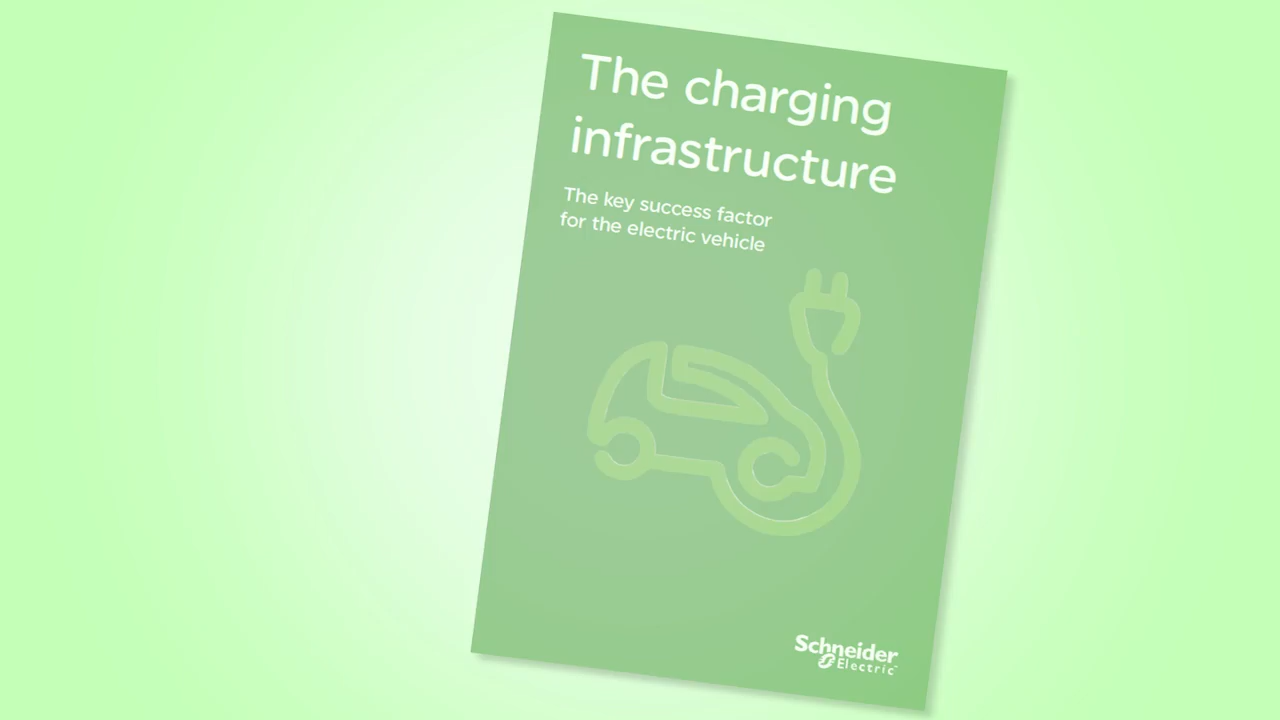 The charging
infrastructure
The key success factor
for the electric vehicle
Schneider
Electric